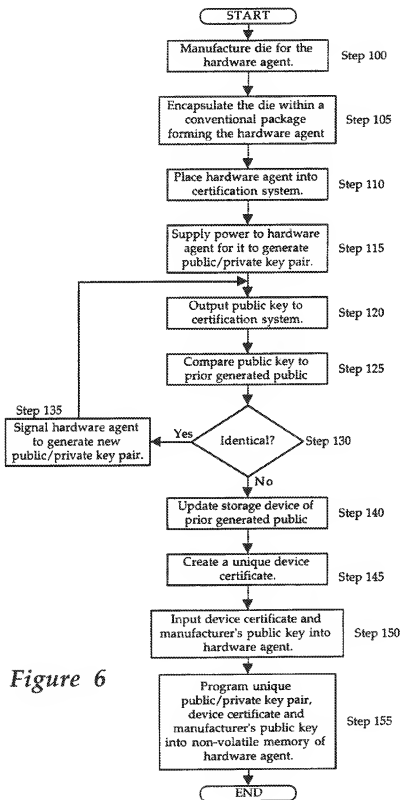 START
Manufacture die for the
hardware agent.
Step 100
Encapsulate the die within a
conventional package
forming the hardware agent
Step 105
Place hardware agent into
certification system.
Step 110
Supply power to hardware
agent for it to generate
public/private key pair.
Step 115
Output public key to
certification system.
Step 120
Compare public key to
prior generated public
Step 125
Step 135
Signal hardware agent
to generate new
public/private key pair.
Yes
Identical?
Step 130
No
Update storage device of
prior generated public
Step 140
Create a unique device
certificate.
Step 145
Input device certificate and
manufacturer's public key into
hardware agent.
Step 150
Figure 6
Program unique
public/private key pair,
device certificate and
manufacturer's public key
into non-volatile memory of
hardware agent.
Step 155
END